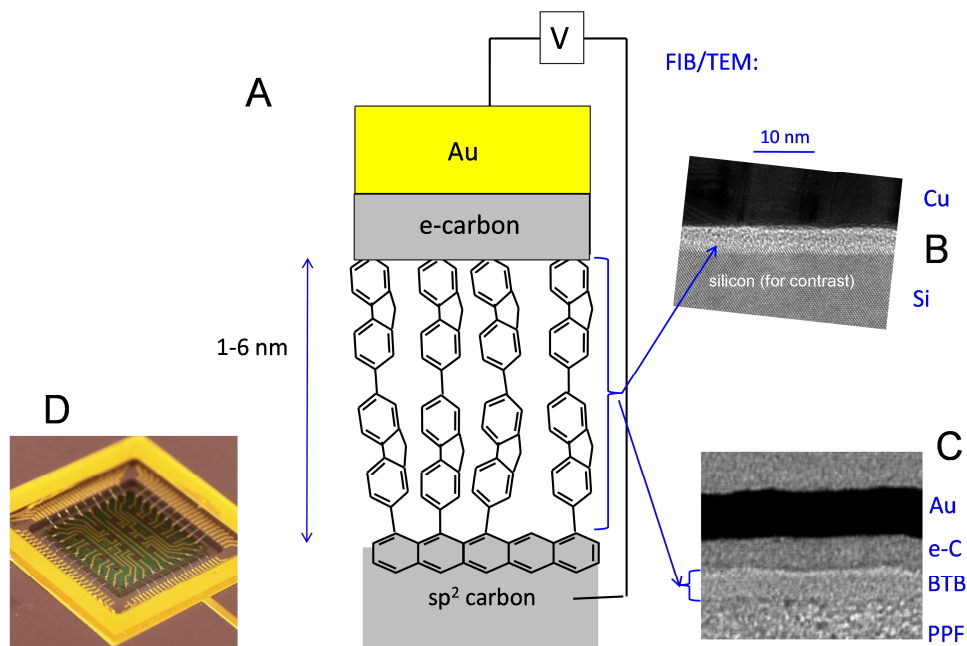 V
FIB/TEM:
A
10 nm
Au
Cu
e-carbon
B
silicon (for contrast)
Si
1-6 nm
D
C
Au
e-C
BTB
sp² carbon
PPF